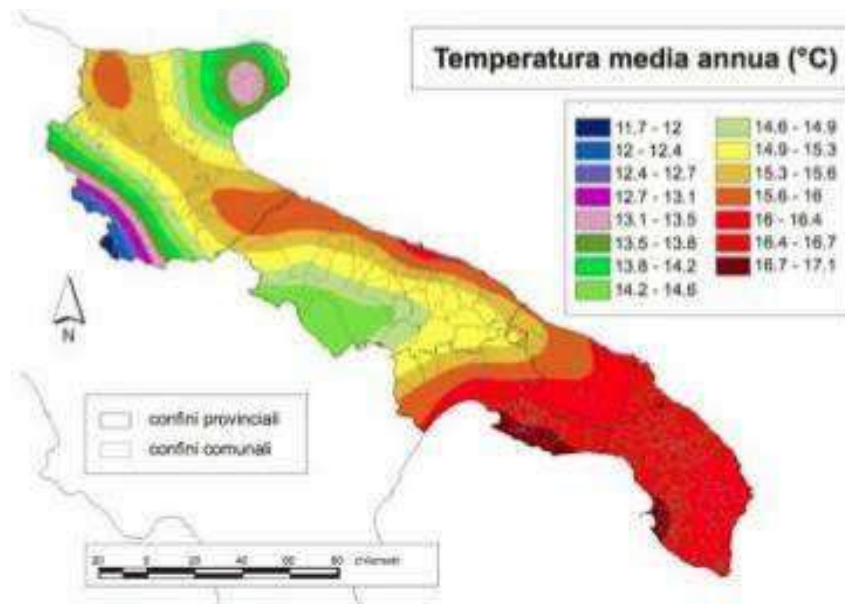 Temperatura media annua (°C)
11.7 - 12
12 - 12.4
12.4 - 12.7
12.7 - 13.1
13.1 - 13.5
13.5 - 13.8
13.8 - 14.2
14.2 - 14.6
14.6 - 14.9
14.9 - 15.3
15.3 - 15.6
15.6 - 16
16 - 16.4
16.4 - 16.7
16.7 - 17.1
N
confini provinciali
confini comunali
20 0 20 40 60 80 chilometri